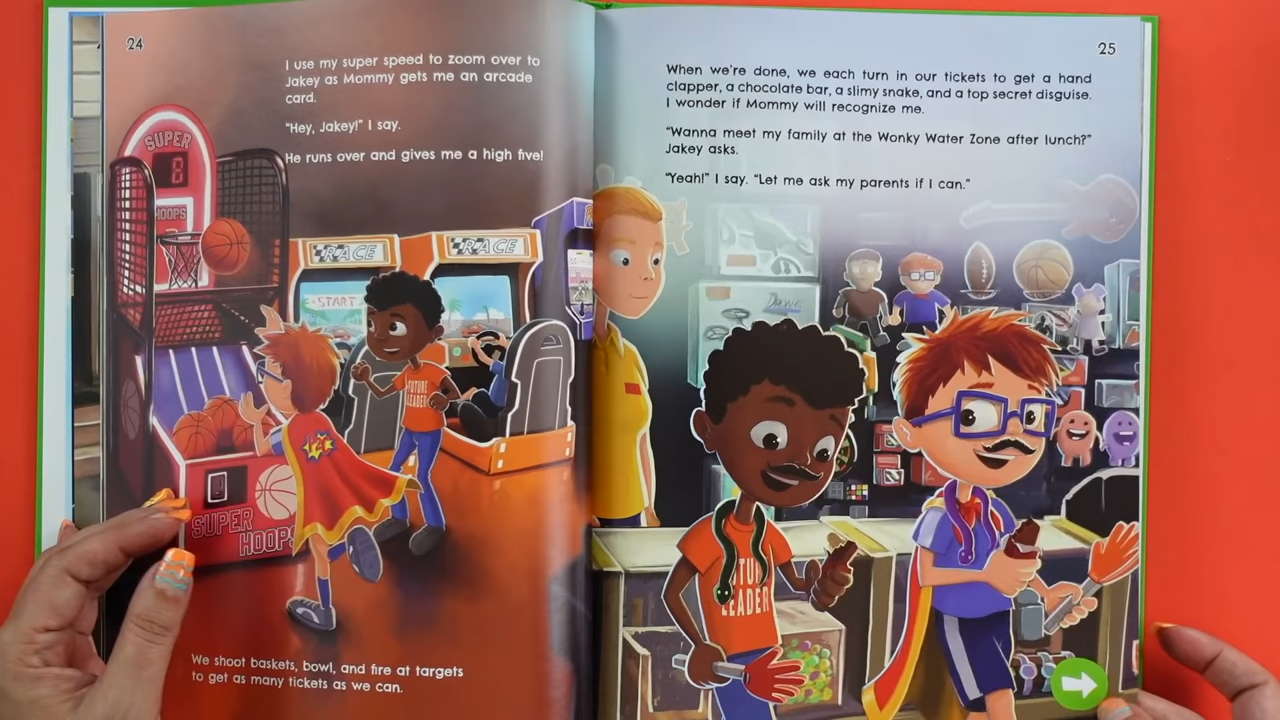 24
I use my super speed to zoom over to
Jakey as Mommy gets me an arcade
card.
"Hey, Jakey!" I say.
He runs over and gives me a high five!
SUPER
8
HOOPS
RACE
RACE
START
FUTURE
LEADER
SUPER
HOOPS
We shoot baskets, bowl, and fire at targets
to get as many tickets as we can.
25
When we're done, we each turn in our tickets to get a hand
clapper, a chocolate bar, a slimy snake, and a top secret disguise.
I wonder if Mommy will recognize me.
"Wanna meet my family at the Wonky Water Zone after lunch?"
Jakey asks.
"Yeah!" I say. "Let me ask my parents if I can."
FUTURE
LEADER